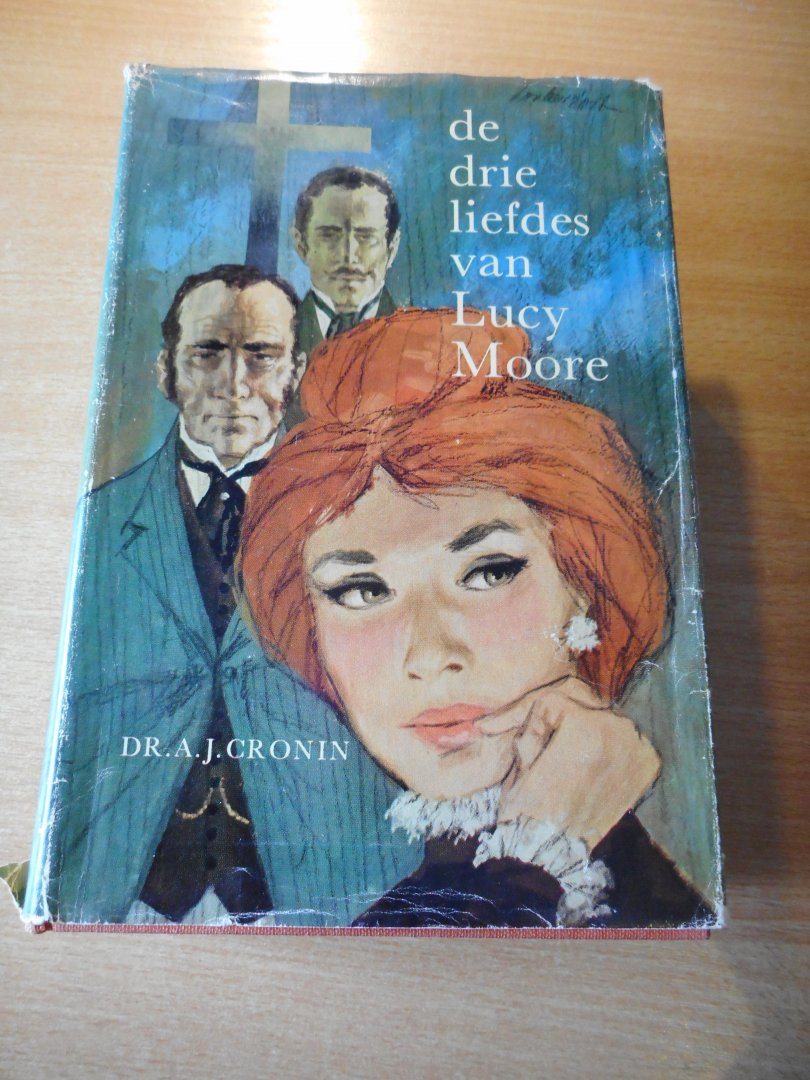 de
drie
liefdes
van
Lucy
Moore
DR. A. J. CRONIN